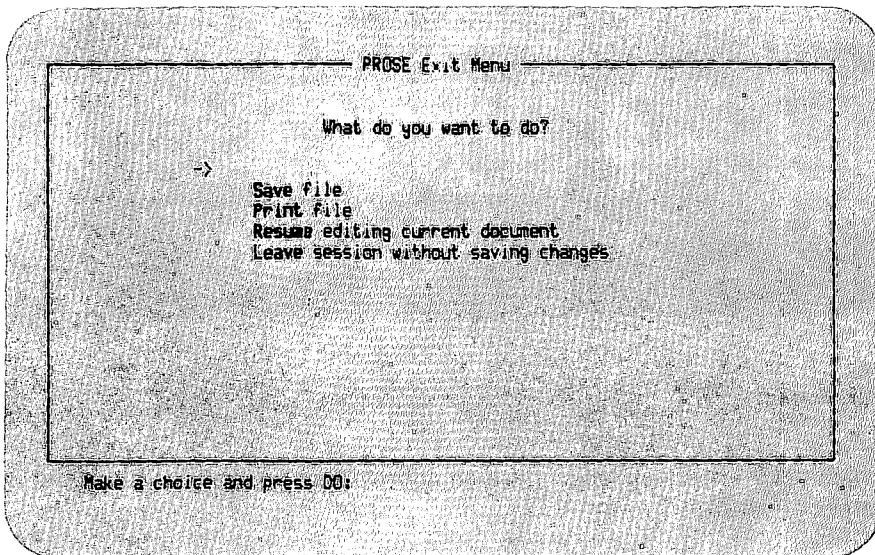 PROSE Exit Menu
What do you want to do?
->
Save file
Print file
Resume editing current document
Leave session without saving changes
Make a choice and press DO: